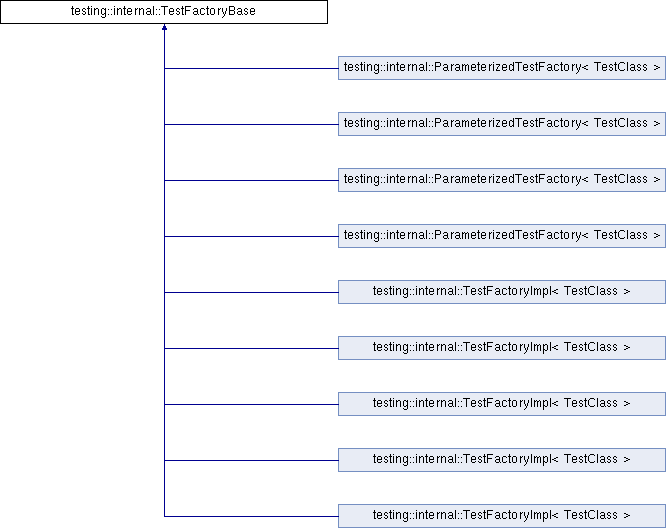 testing::internal::TestFactoryBase
testing::internal::ParameterizedTestFactory< TestClass >
testing::internal::ParameterizedTestFactory< TestClass >
testing::internal::ParameterizedTestFactory< TestClass >
testing::internal::ParameterizedTestFactory< TestClass >
testing::internal::TestFactoryImpl< TestClass >
testing::internal::TestFactoryImpl< TestClass >
testing::internal::TestFactoryImpl< TestClass >
testing::internal::TestFactoryImpl< TestClass >
testing::internal::TestFactoryImpl< TestClass >